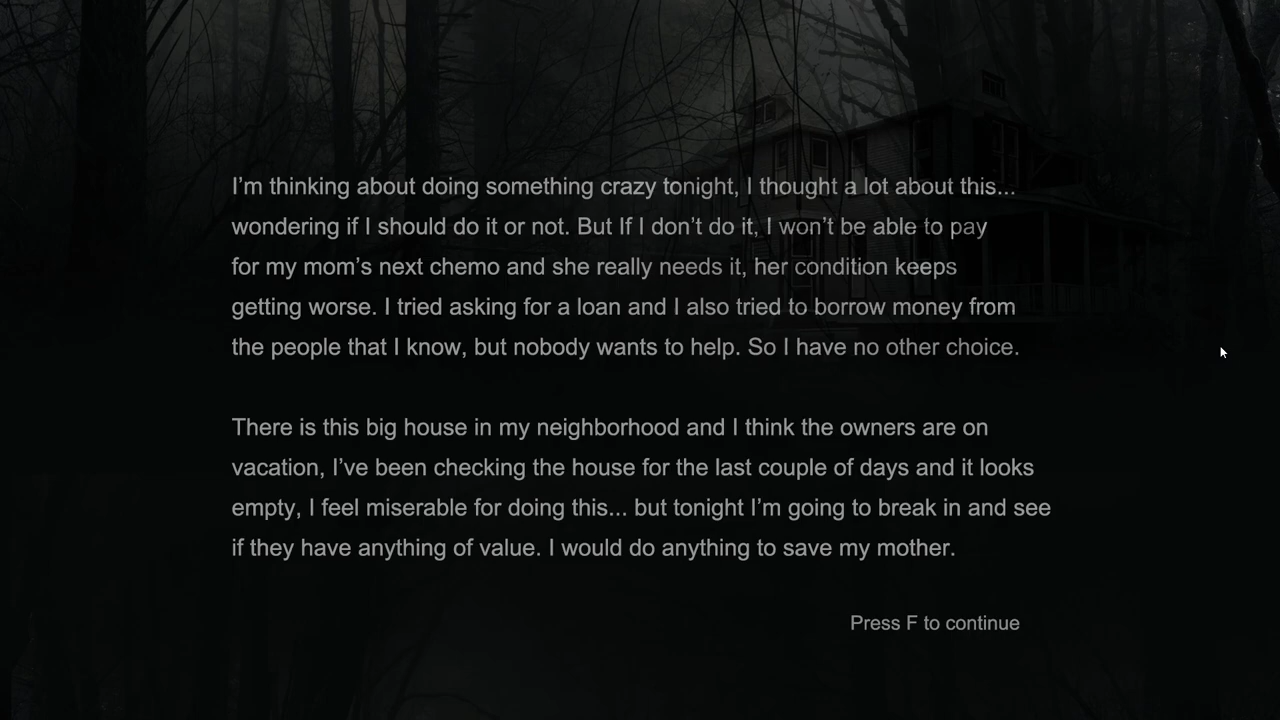 I’m thinking about doing something crazy tonight, I thought a lot about this...
wondering if I should do it or not. But If I don’t do it, I won’t be able to pay
for my mom’s next chemo and she really needs it, her condition keeps
getting worse. I tried asking for a loan and I also tried to borrow money from
the people that I know, but nobody wants to help. So I have no other choice.
There is this big house in my neighborhood and I think the owners are on
vacation, I’ve been checking the house for the last couple of days and it looks
empty, I feel miserable for doing this... but tonight I’m going to break in and see
if they have anything of value. I would do anything to save my mother.
Press F to continue